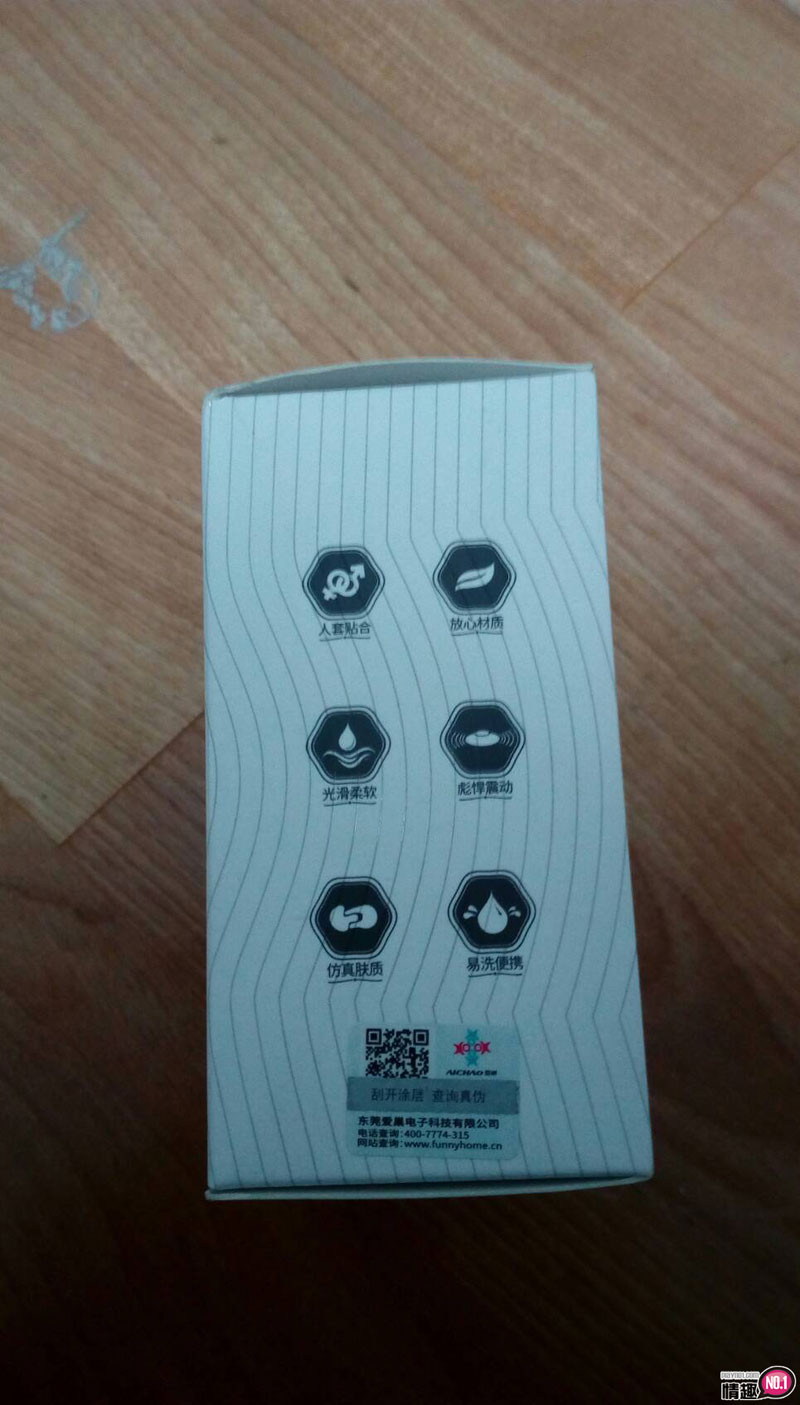 人套贴合
放心材质
光滑柔软
彪悍震动
仿真肤质
易洗便携
AICHAO
刮开涂层 查询真伪
东莞爱巢电子科技有限公司
电话查询:400-7774-315
网站查询:www.funnyhome.cn
情趣 NO.1